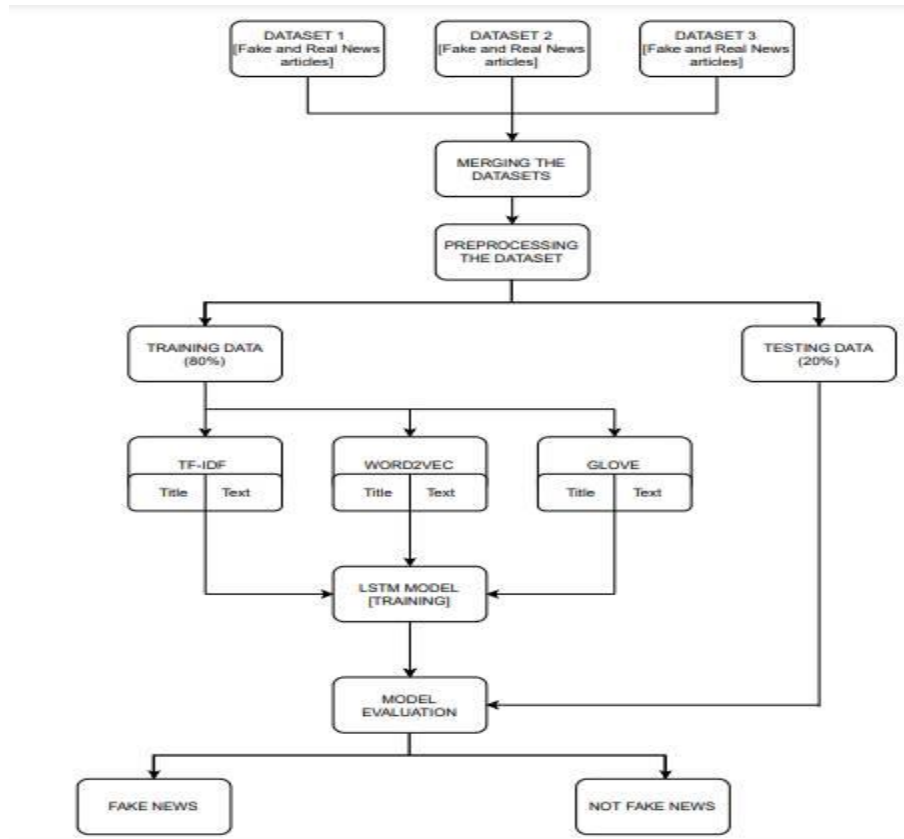 DATASET 1
[Fake and Real News
articles]
DATASET 2
[Fake and Real News
articles]
DATASET 3
[Fake and Real News
articles]
MERGING THE
DATASETS
PREPROCESSING
THE DATASET
TRAINING DATA
(80%)
TESTING DATA
(20%)
TF-IDF
Title
Text
WORD2VEC
Title
Text
GLOVE
Title
Text
LSTM MODEL
[TRAINING]
MODEL
EVALUATION
FAKE NEWS
NOT FAKE NEWS